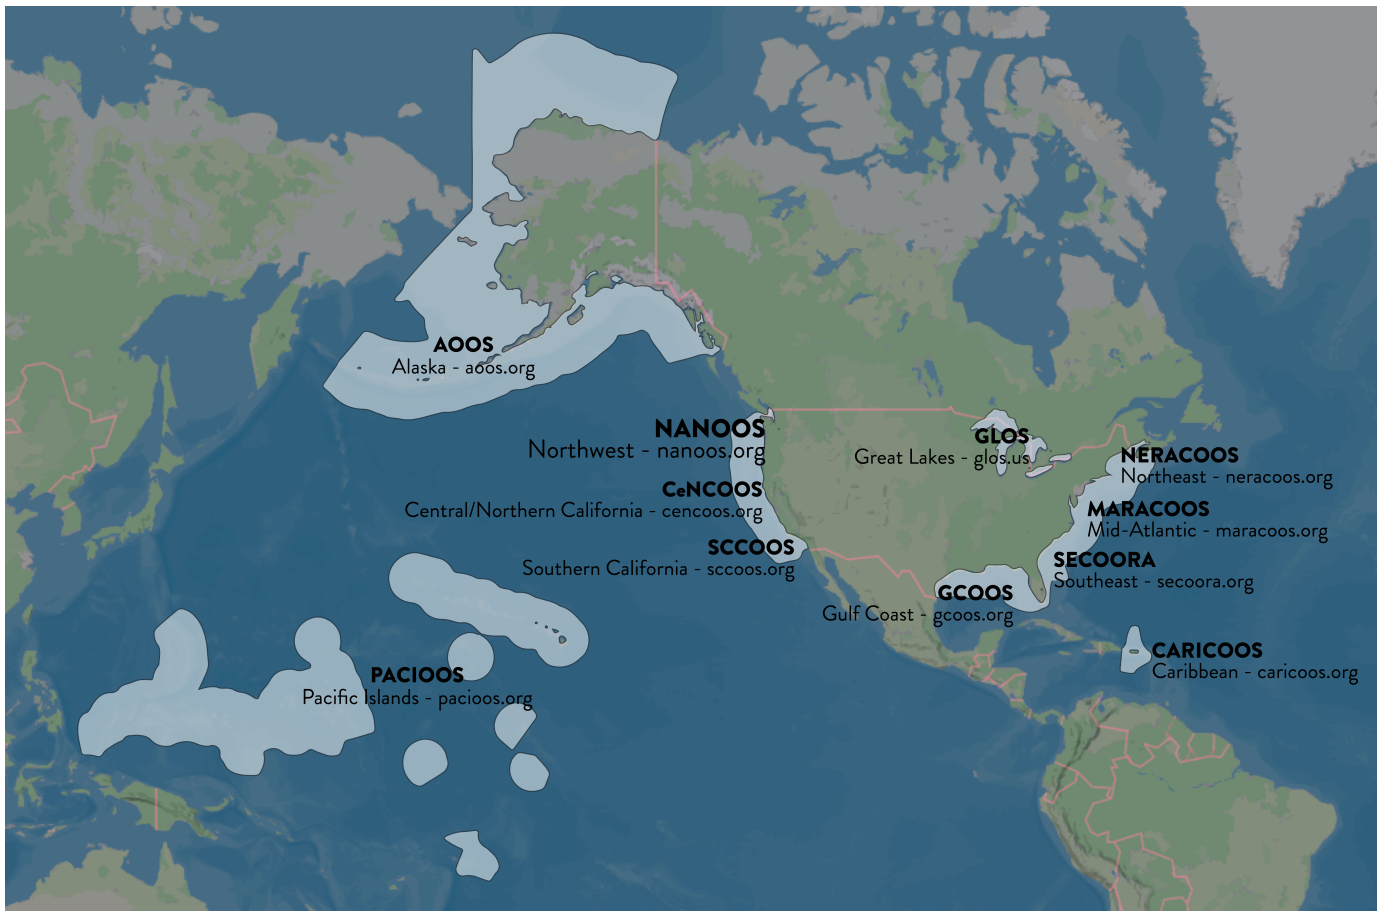 AOOS
Alaska - aoos.org
NANOOS
Northwest - nanoos.org
GLOS
Great Lakes - glos.us
NERACOOS
Northeast - neracoos.org
CeNCOOS
Central/Northern California - cencoos.org
MARACOOS
Mid-Atlantic - maracoos.org
SCCOOS
Southern California - sccoos.org
SECOORA
Southeast - secoora.org
GCOOS
Gulf Coast - gcoos.org
CARICOOS
Caribbean - caricoos.org
PACIOOS
Pacific Islands - pacioos.org